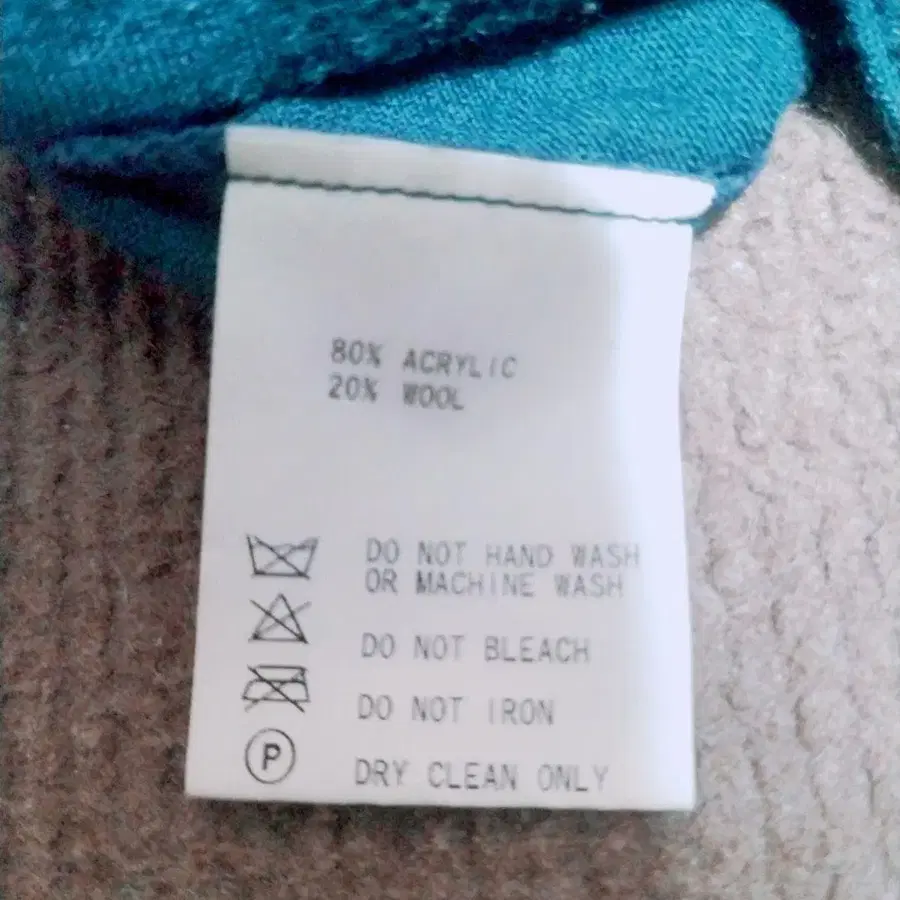 80% ACRYLIC
20% WOOL
DO NOT HAND WASH
OR MACHINE WASH
DO NOT BLEACH
DO NOT IRON
P
DRY CLEAN ONLY